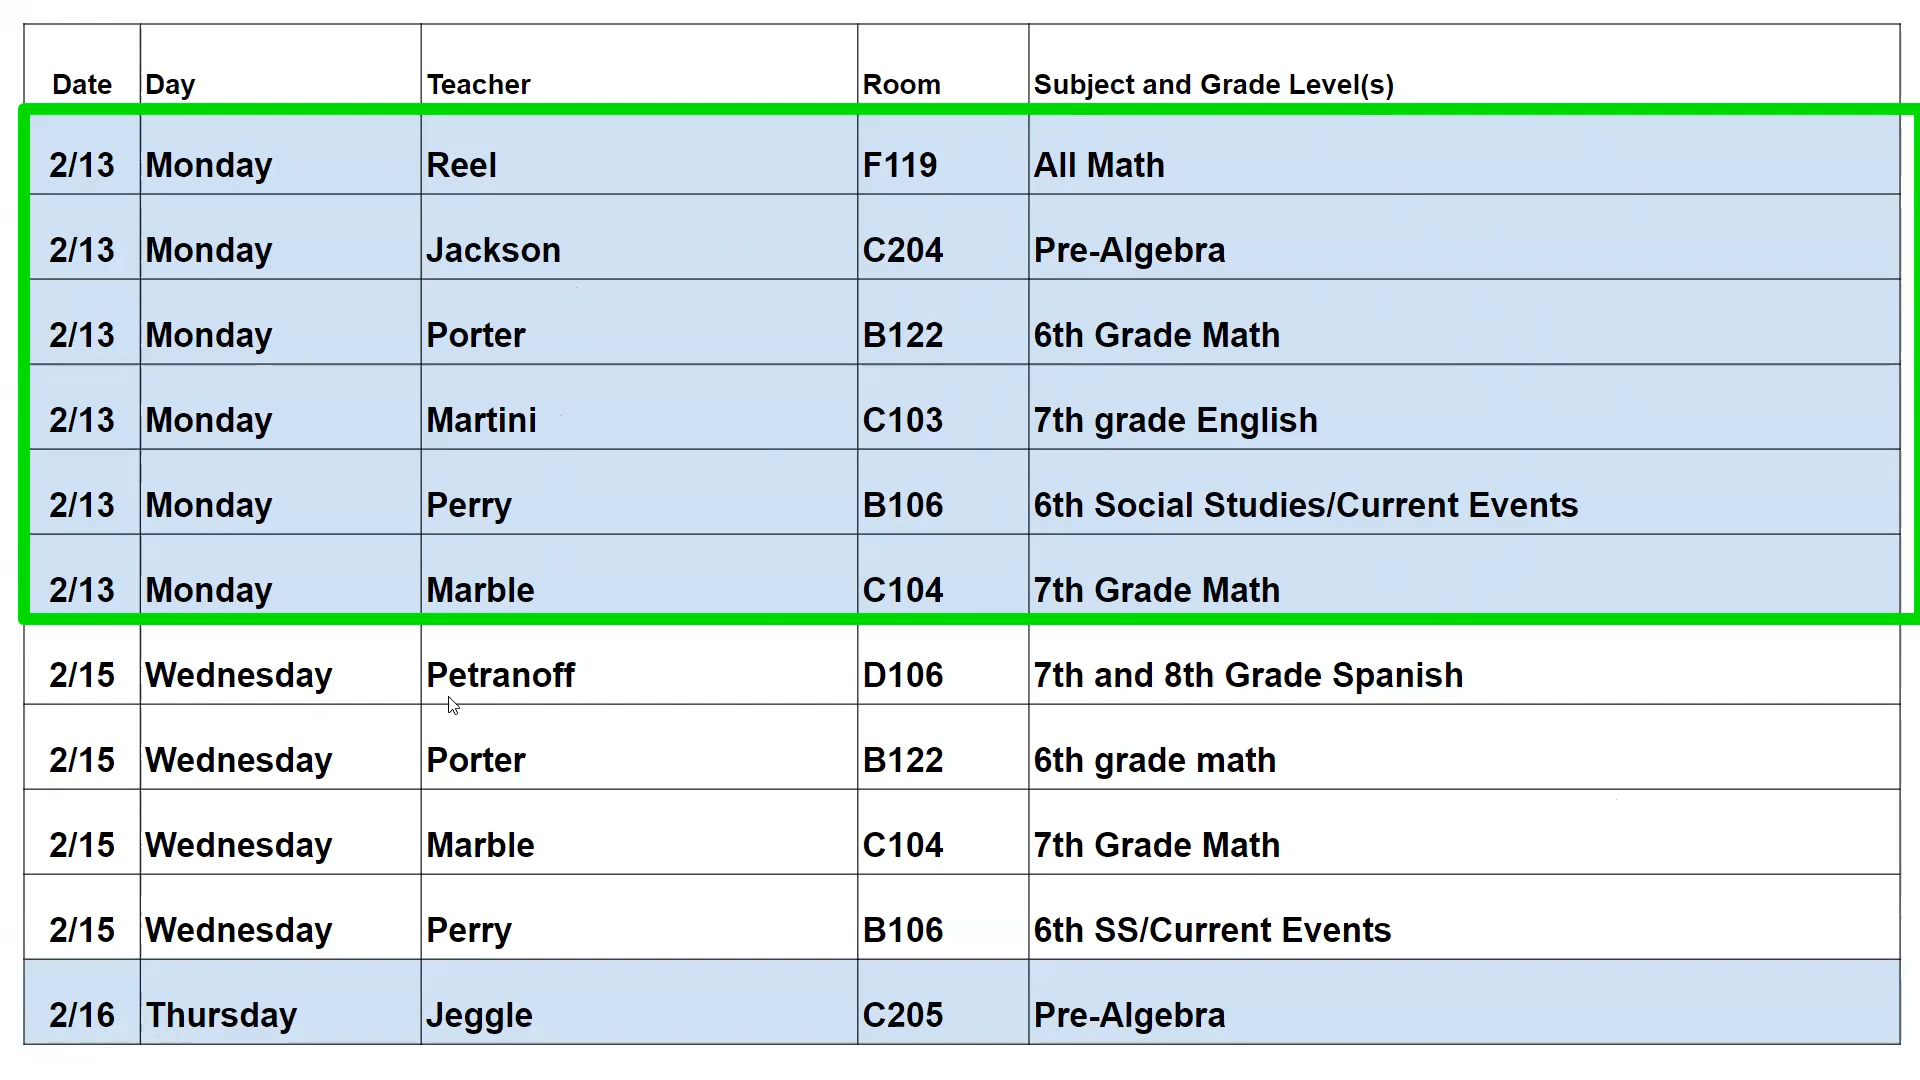 Date Day Teacher Room Subject and Grade Level(s)
2/13 Monday Reel F119 All Math
2/13 Monday Jackson C204 Pre-Algebra
2/13 Monday Porter B122 6th Grade Math
2/13 Monday Martini C103 7th grade English
2/13 Monday Perry B106 6th Social Studies/Current Events
2/13 Monday Marble C104 7th Grade Math
2/15 Wednesday Petranoff D106 7th and 8th Grade Spanish
2/15 Wednesday Porter B122 6th grade math
2/15 Wednesday Marble C104 7th Grade Math
2/15 Wednesday Perry B106 6th SS/Current Events
2/16 Thursday Jeggle C205 Pre-Algebra